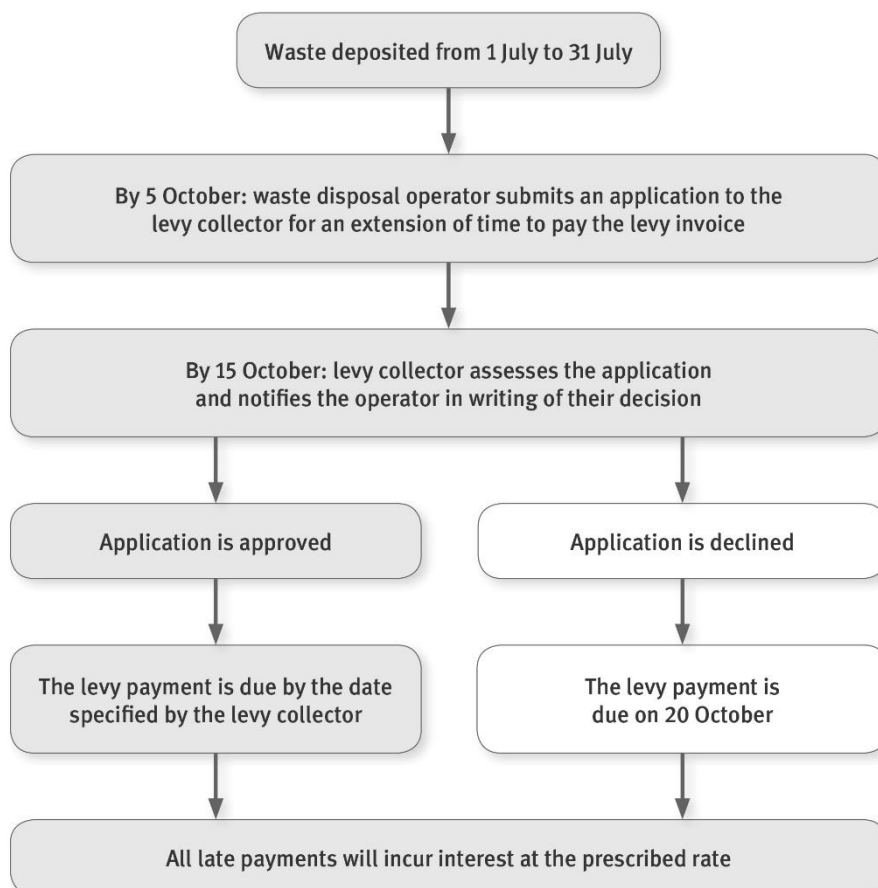 Waste deposited from 1 July to 31 July
By 5 October: waste disposal operator submits an application to the
levy collector for an extension of time to pay the levy invoice
By 15 October: levy collector assesses the application
and notifies the operator in writing of their decision
Application is approved
Application is declined
The levy payment is due by the date
specified by the levy collector
The levy payment is
due on 20 October
All late payments will incur interest at the prescribed rate